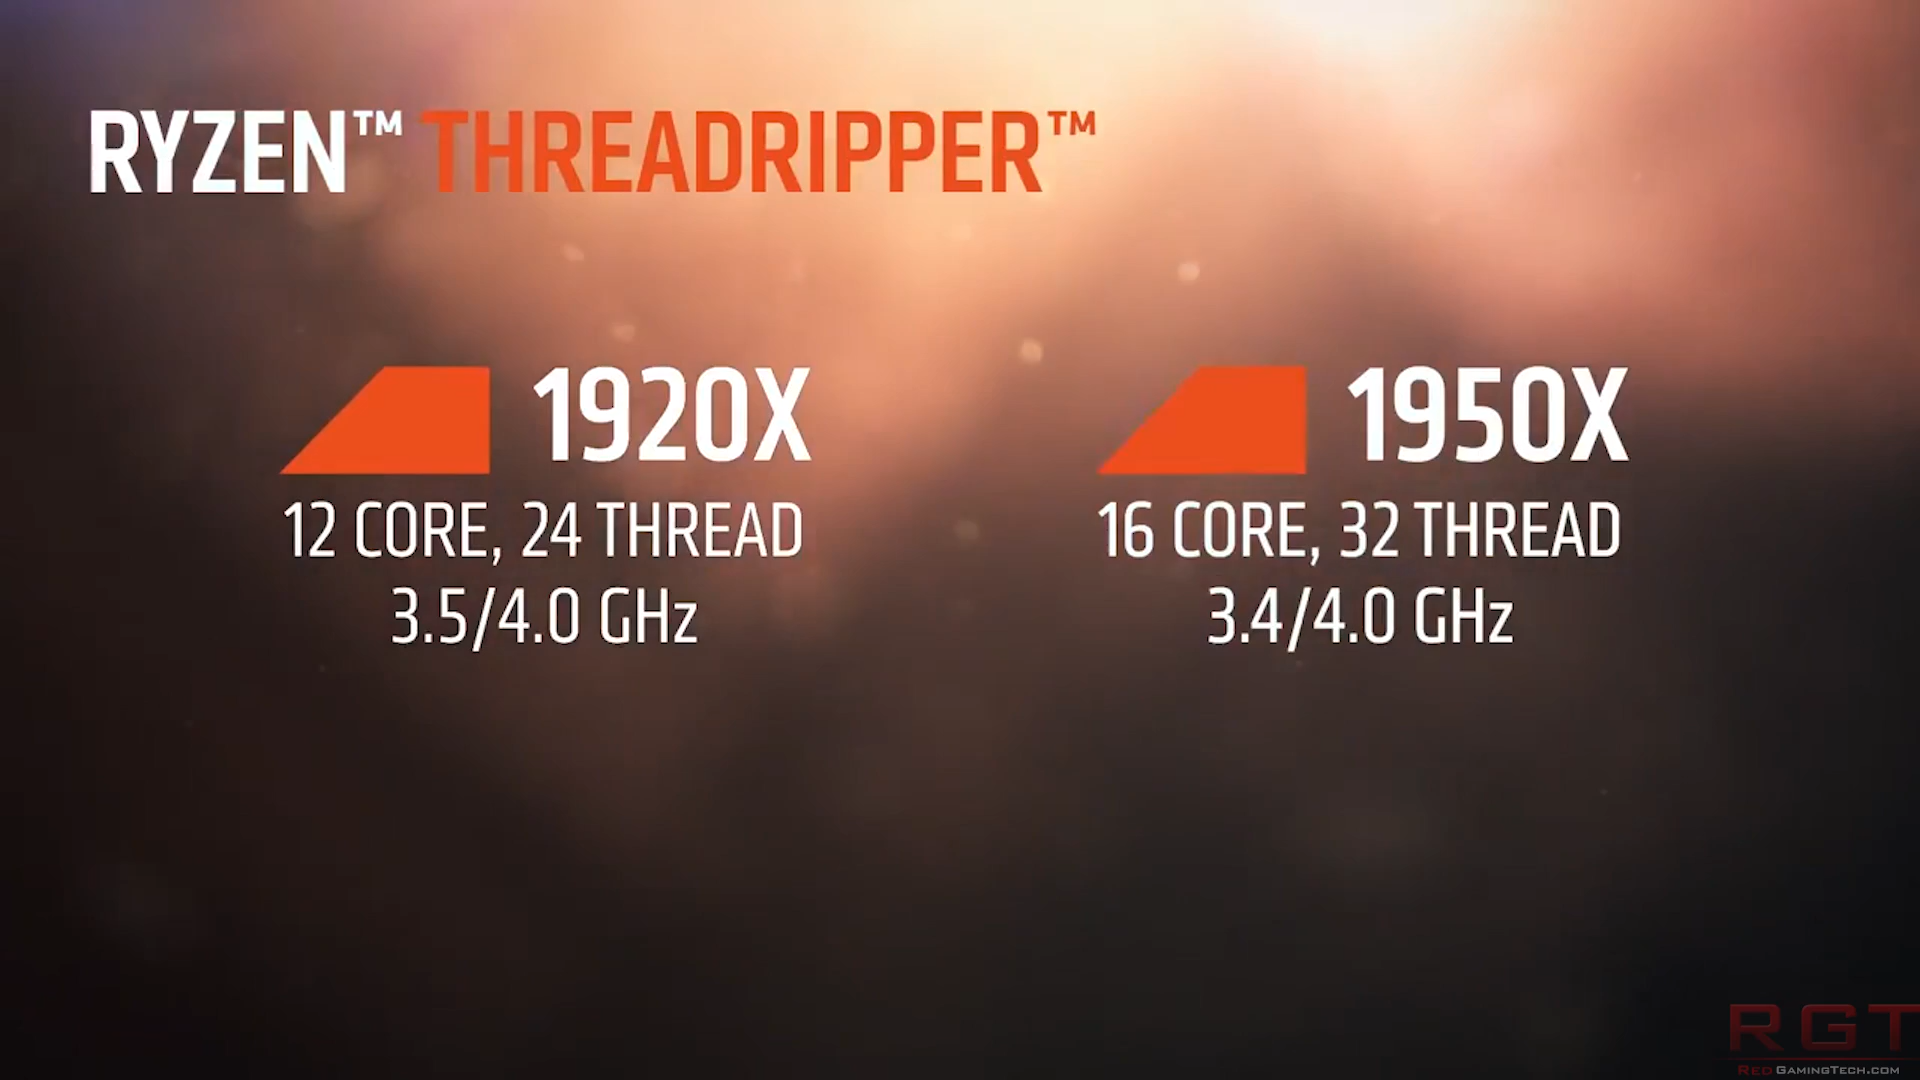 RYZEN™ THREADRIPPER™
1920X
12 CORE, 24 THREAD
3.5/4.0 GHz
1950X
16 CORE, 32 THREAD
3.4/4.0 GHz
RGT
RedGamingTech.com